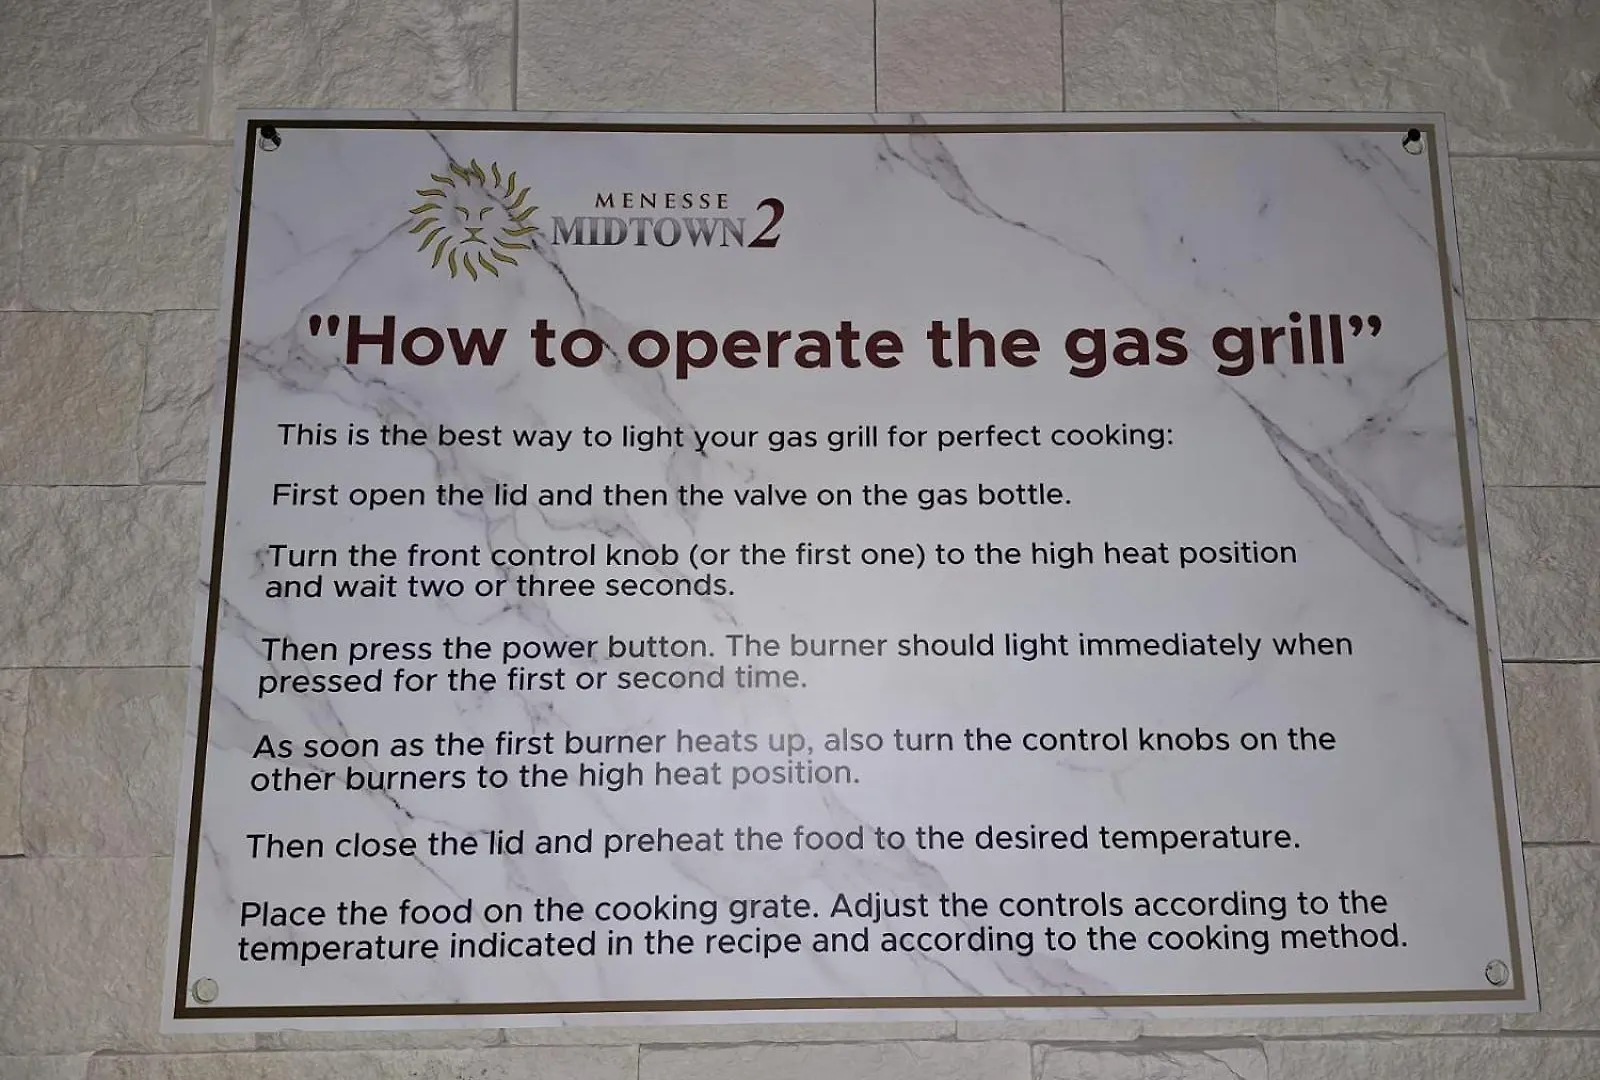 MENESSE
MIDTOWN 2
"How to operate the gas grill”
This is the best way to light your gas grill for perfect cooking:
First open the lid and then the valve on the gas bottle.
Turn the front control knob (or the first one) to the high heat position
and wait two or three seconds.
Then press the power button. The burner should light immediately when
pressed for the first or second time.
As soon as the first burner heats up, also turn the control knobs on the
other burners to the high heat position.
Then close the lid and preheat the food to the desired temperature.
Place the food on the cooking grate. Adjust the controls according to the
temperature indicated in the recipe and according to the cooking method.